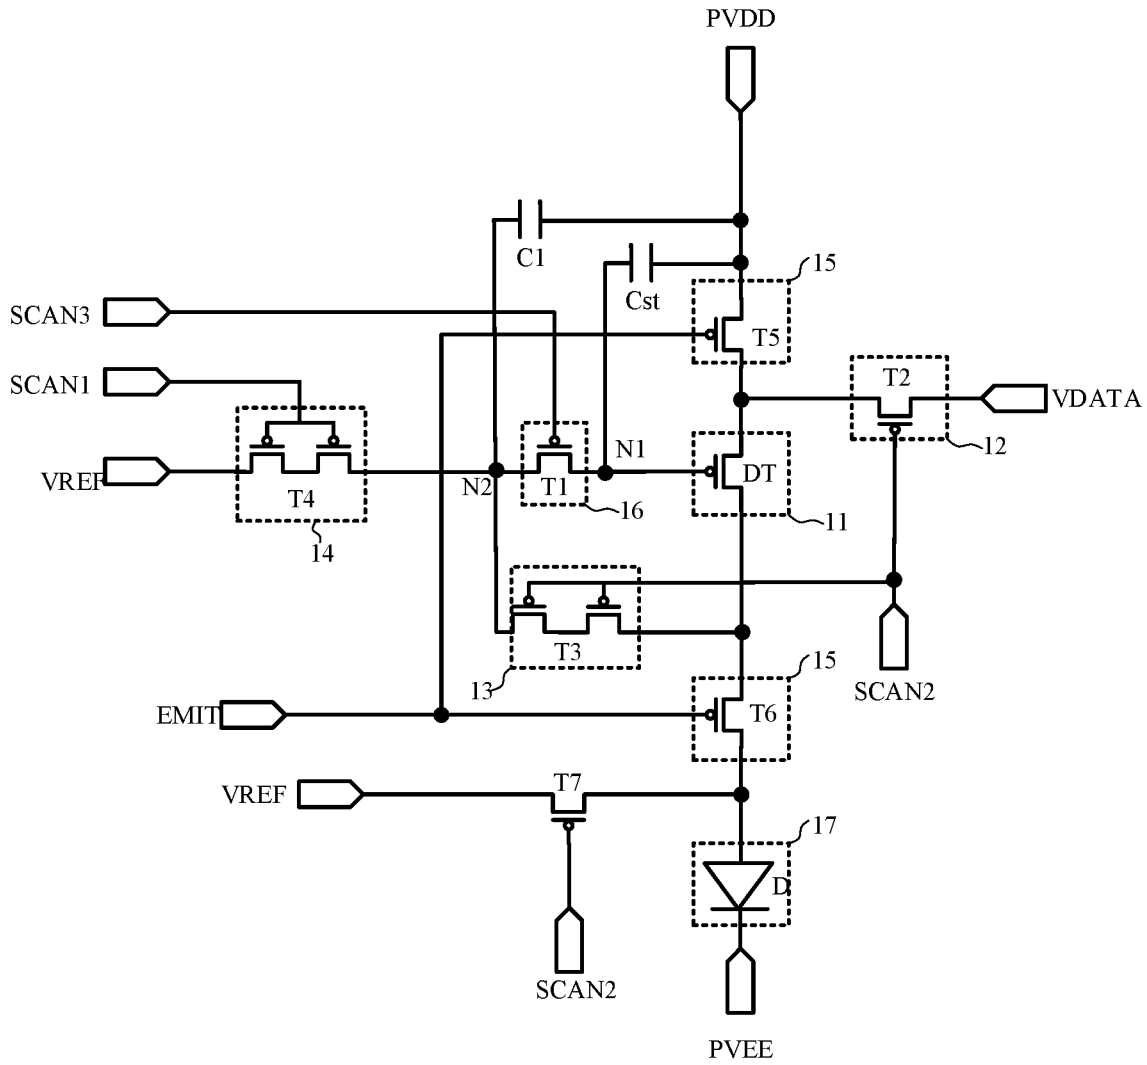 PVDD
C1
15
Cst
SCAN3
T5
SCAN1
T2
VDATA
N1
12
VREF
N2
T1
DT
T4
16
11
14
T3
13
15
SCAN2
EMIT
T6
T7
VREF
17
D
SCAN2
PVEE